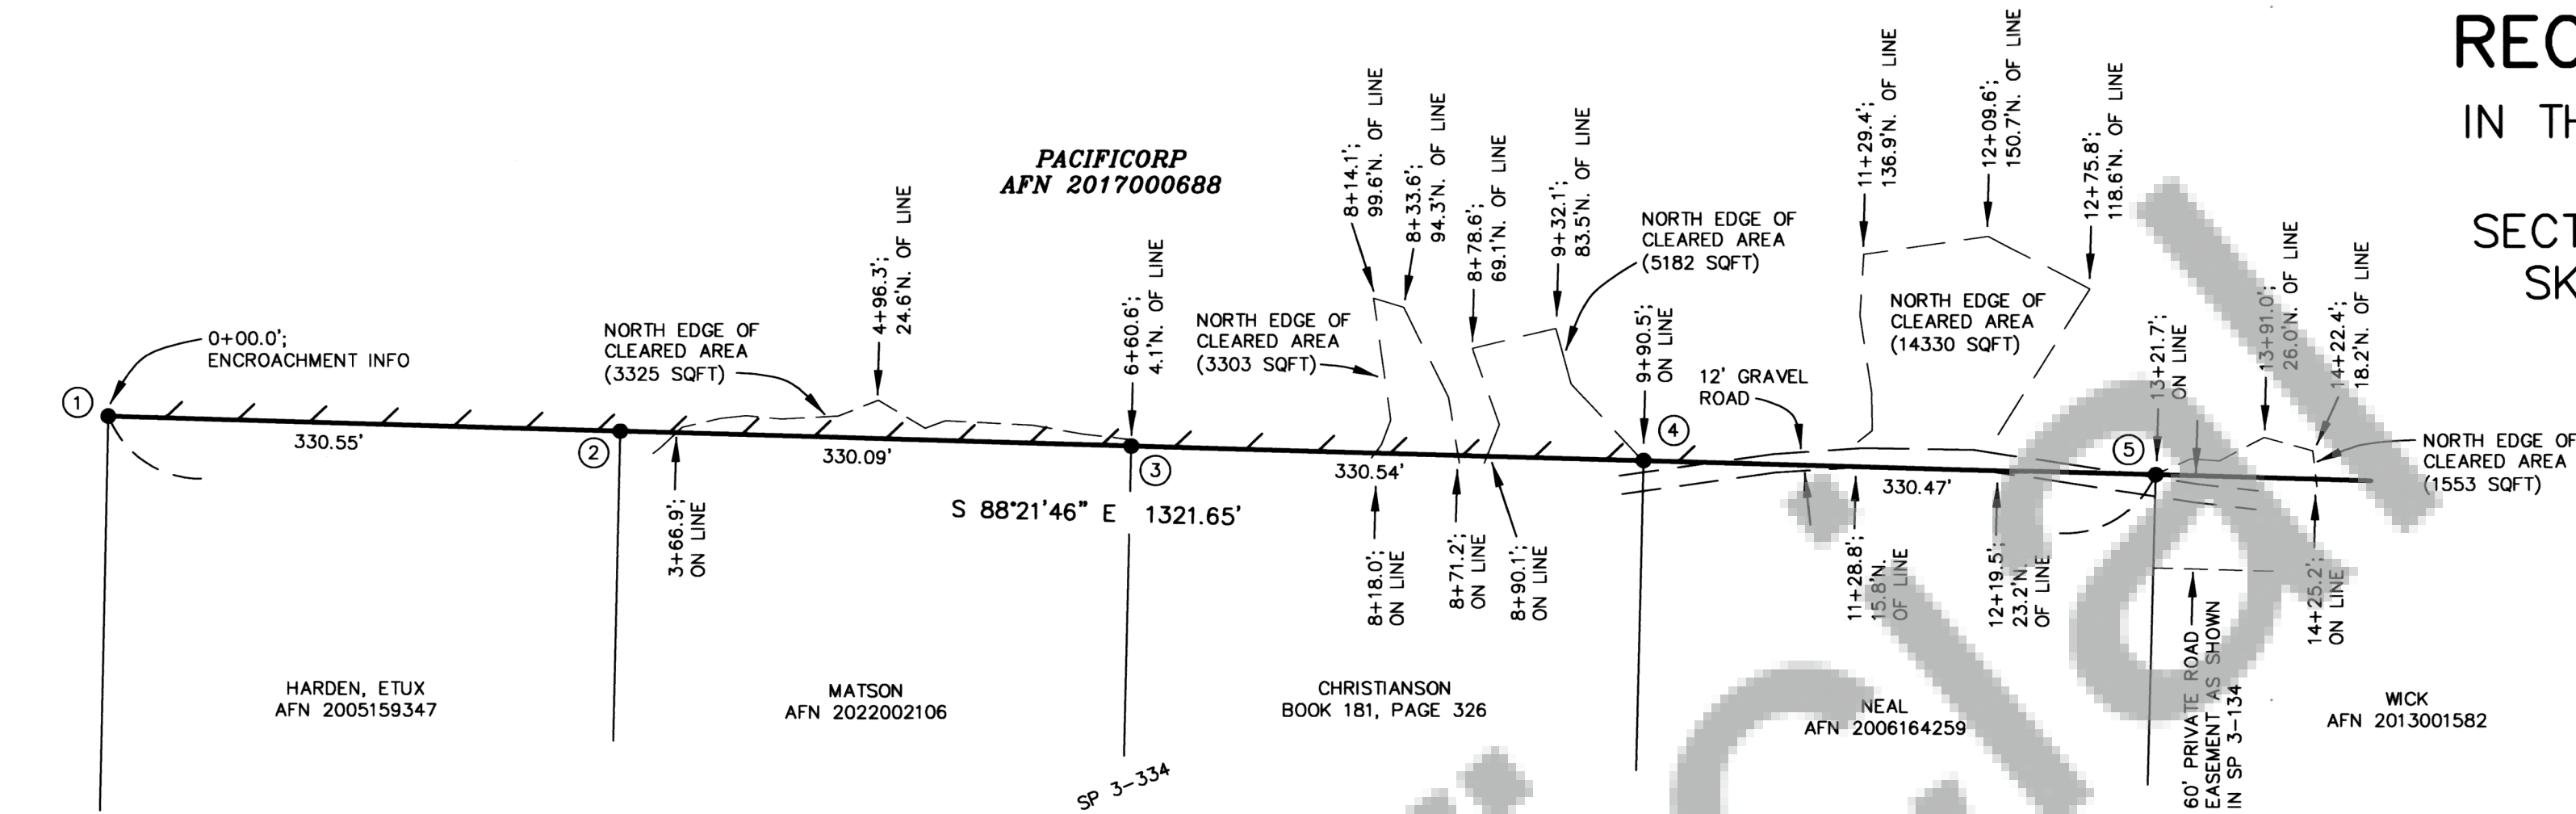 REC
IN TH
SECT
SK
PACIFICORP
AFN 2017000688
0+00.0';
ENCROACHMENT INFO
NORTH EDGE OF
CLEARED AREA
(3325 SQFT)
4+96.3';
24.6'N. OF LINE
6+60.6';
4.1'N. OF LINE
NORTH EDGE OF
CLEARED AREA
(3303 SQFT)
8+14.1';
99.6'N. OF LINE
8+33.6';
94.3'N. OF LINE
8+78.6';
69.1'N. OF LINE
9+32.1';
83.5'N. OF LINE
NORTH EDGE OF
CLEARED AREA
(5182 SQFT)
9+90.5';
ON LINE
12' GRAVEL
ROAD
11+29.4';
136.9'N. OF LINE
12+09.6';
150.7'N. OF LINE
12+75.8';
118.6'N. OF LINE
NORTH EDGE OF
CLEARED AREA
(14330 SQFT)
13+21.7';
ON LINE
13+91.0';
26.0'N. OF LINE
14+22.4';
18.2'N. OF LINE
NORTH EDGE OF
CLEARED AREA
(1553 SQFT)
1
2
3
4
5
330.55'
330.09'
330.54'
330.47'
S 88°21'46" E 1321.65'
3+66.9';
ON LINE
8+18.0';
ON LINE
8+71.2';
ON LINE
8+90.1';
ON LINE
11+28.8';
15.8'N.
OF LINE
12+19.5';
23.2'N.
OF LINE
14+25.2';
ON LINE
60' PRIVATE ROAD
EASEMENT AS SHOWN
IN SP 3-134
HARDEN, ETUX
AFN 2005159347
MATSON
AFN 2022002106
CHRISTIANSON
BOOK 181, PAGE 326
NEAL
AFN 2006164259
WICK
AFN 2013001582
SP 3-334